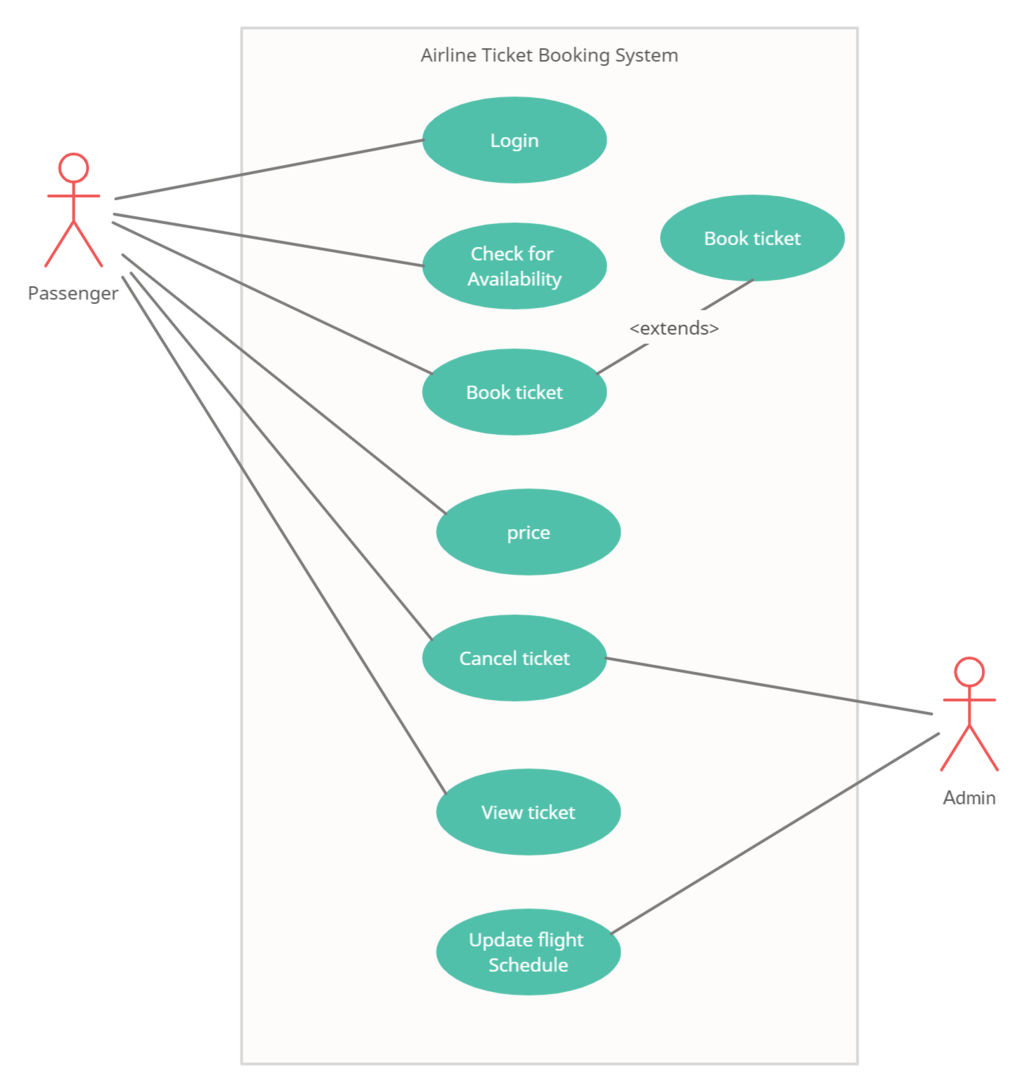 Airline Ticket Booking System
Login
Book ticket
Check for
Availability
Passenger
<extends>
Book ticket
price
Cancel ticket
Admin
View ticket
Update flight
Schedule